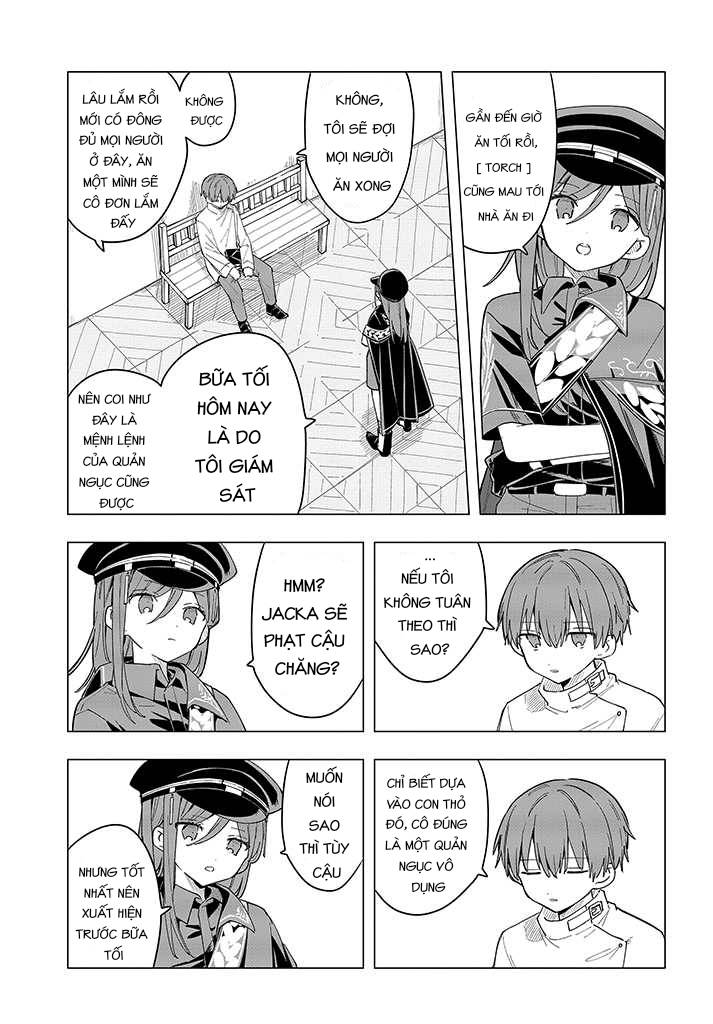 GẦN ĐẾN GIỜ
ĂN TỐI RỒI,
[ TORCH ]
CŨNG MAU TỚI
NHÀ ĂN ĐI
KHÔNG,
TÔI SẼ ĐỢI
MỌI NGƯỜI
ĂN XONG
KHÔNG
ĐƯỢC
LÂU LẮM RỒI
MỚI CÓ ĐÔNG
ĐỦ MỌI NGƯỜI
Ở ĐÂY, ĂN
MỘT MÌNH SẼ
CÔ ĐƠN LẮM
ĐẤY
BỮA TỐI
HÔM NAY
LÀ DO
TÔI GIÁM
SÁT
NÊN COI NHƯ
ĐÂY LÀ
MỆNH LỆNH
CỦA QUẢN
NGỤC CŨNG
ĐƯỢC
...
NẾU TÔI
KHÔNG TUÂN
THEO THÌ
SAO?
HMM?
JACKA SẼ
PHẠT CẬU
CHĂNG?
CHỈ BIẾT DỰA
VÀO CON THỎ
ĐÓ, CÔ ĐÚNG
LÀ MỘT QUẢN
NGỤC VÔ
DỤNG
MUỐN
NÓI
SAO
THÌ TÙY
CẬU
NHƯNG TỐT
NHẤT NÊN
XUẤT HIỆN
TRƯỚC BỮA
TỐI